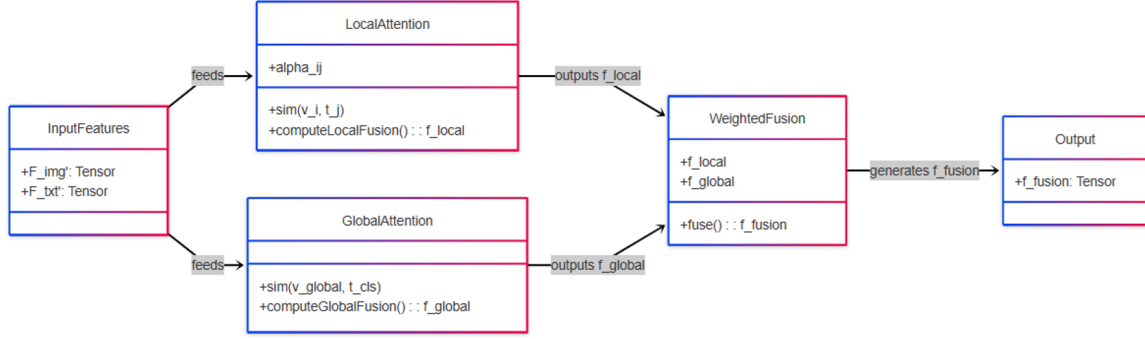 InputFeatures
+F_img': Tensor
+F_txt': Tensor
feeds
feeds
LocalAttention
+alpha_ij
+sim(v_i, t_j)
+computeLocalFusion() : : f_local
GlobalAttention
+sim(v_global, t_cls)
+computeGlobalFusion() : : f_global
outputs f_local
outputs f_global
WeightedFusion
+f_local
+f_global
+fuse() : : f_fusion
generates f_fusion
Output
+f_fusion: Tensor